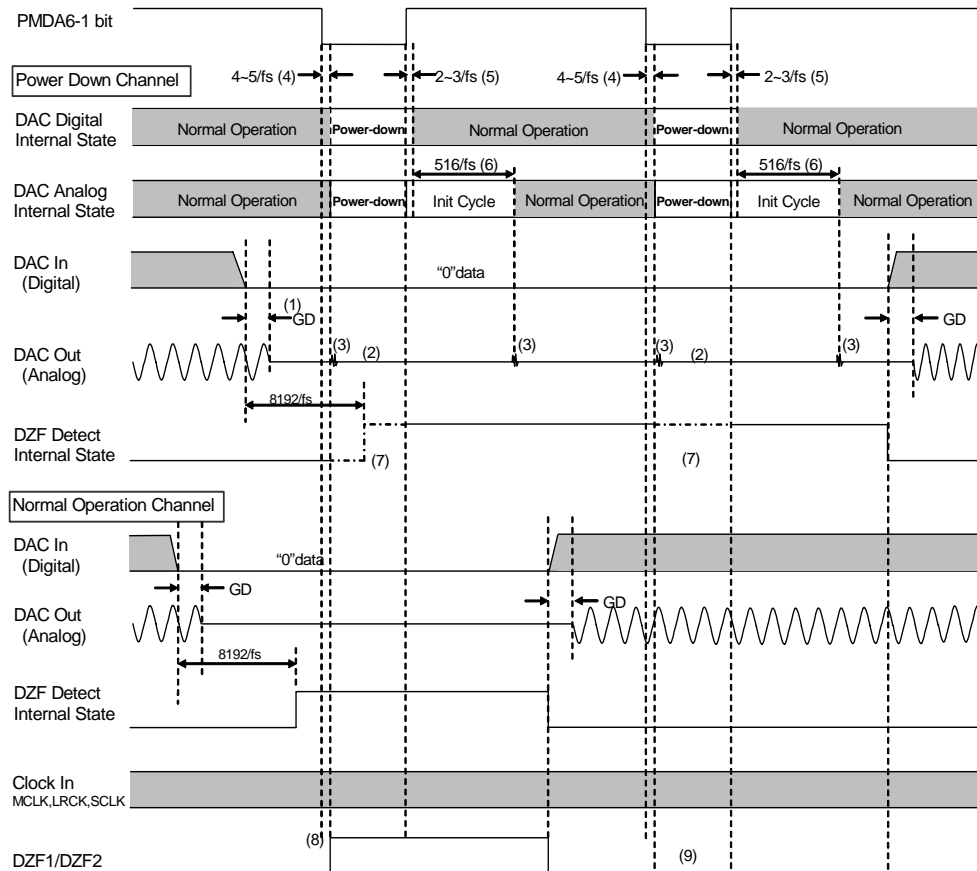 PMDA6-1 bit
4~5/fs (4) 2~3/fs (5) 4~5/fs (4) 2~3/fs (5)
Power Down Channel
DAC Digital
Internal State
Normal Operation Power-down Normal Operation Power-down Normal Operation
516/fs (6) 516/fs (6)
DAC Analog
Internal State
Normal Operation Power-down Init Cycle Normal Operation Power-down Init Cycle Normal Operation
DAC In
(Digital)
“0”data
(1)
GD GD
DAC Out
(Analog)
(3) (2) (3) (3) (2) (3)
8192/fs
DZF Detect
Internal State
(7) (7)
Normal Operation Channel
DAC In
(Digital)
“0”data
GD GD
DAC Out
(Analog)
8192/fs
DZF Detect
Internal State
Clock In
MCLK,LRCK,SCLK
(8) (9)
DZF1/DZF2